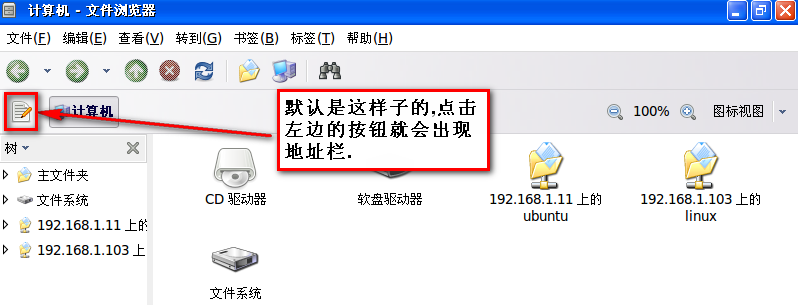 计算机 - 文件浏览器
文件(F) 编辑(E) 查看(V) 转到(G) 书签(B) 标签(T) 帮助(H)
计算机
100%
图标视图
默认是这样子的,点击
左边的按钮就会出现
地址栏.
树
主文件夹
文件系统
192.168.1.11 上的
192.168.1.103 上
CD 驱动器
软盘驱动器
192.168.1.11 上的
ubuntu
192.168.1.103 上的
linux
文件系统